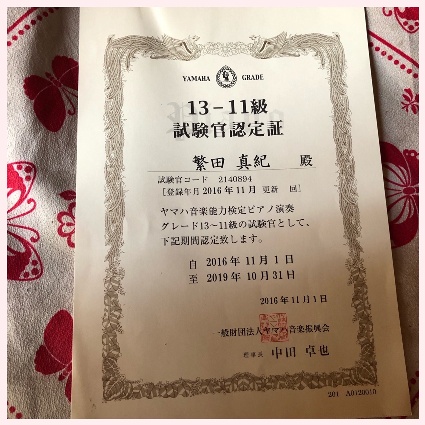 YAMAHA GRADE
13-11級
試験官認定証
繁田 真紀 殿
試験官コード 2140894
[登録年月2016年11月 更新 回]
ヤマハ音楽能力検定ピアノ演奏
グレード13~11級の試験官として、
下記期間認定致します。
自 2016年11月1日
至 2019年10月31日
2016年11月1日
一般財団法人ヤマハ音楽振興会
理事長 中田 卓也
201 A0120010